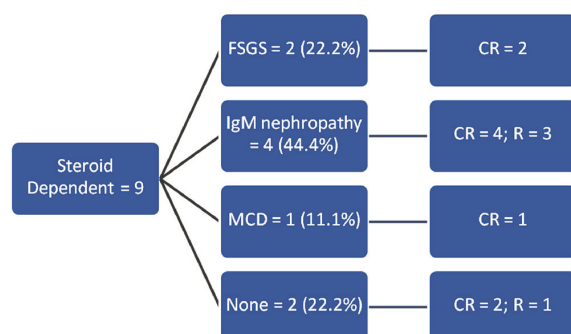 FSGS = 2 (22.2%)
CR = 2
IgM nephropathy
= 4 (44.4%)
CR = 4; R = 3
Steroid
Dependent = 9
MCD = 1 (11.1%)
CR = 1
None = 2 (22.2%)
CR = 2; R = 1